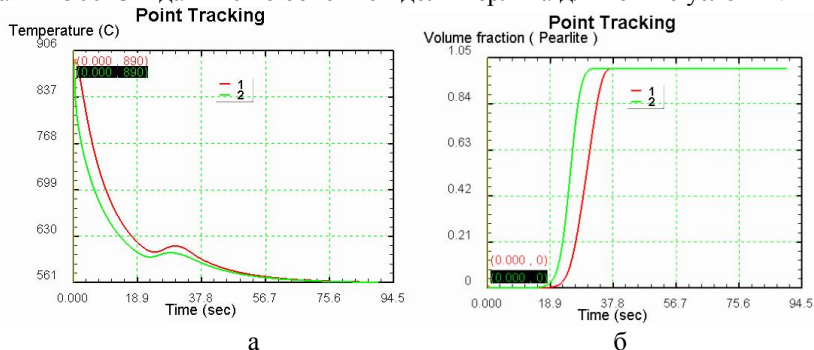 Point Tracking
Temperature (C)
906
837
768
699
630
561
(0.000 , 890)
(0.000 , 890)
1
2
0.000 18.9 37.8 56.7 75.6 94.5
Time (sec)
а
Point Tracking
Volume fraction ( Pearlite )
1.05
0.84
0.63
0.42
0.21
0
1
2
(0.000 , 0)
(0.000 , 0)
0.000 18.9 37.8 56.7 75.6 94.5
Time (sec)
б